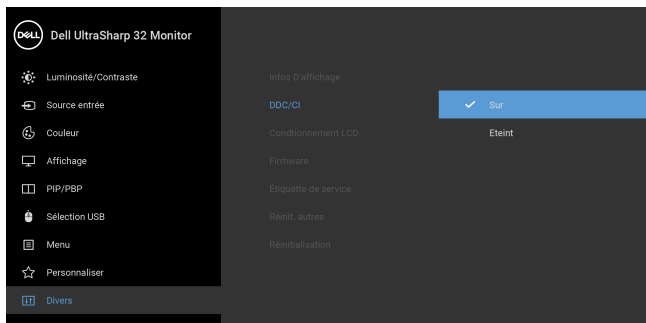 DELL Dell UltraSharp 32 Monitor
Luminosité/Contraste
Source entrée
Couleur
Affichage
PIP/PBP
Sélection USB
Menu
Personnaliser
Divers
Infos D'affichage
DDC/CI
Condtionnement LCD
Firmware
Étiquette de service
Réinit. autres
Réinitialisation
Sur
Eteint